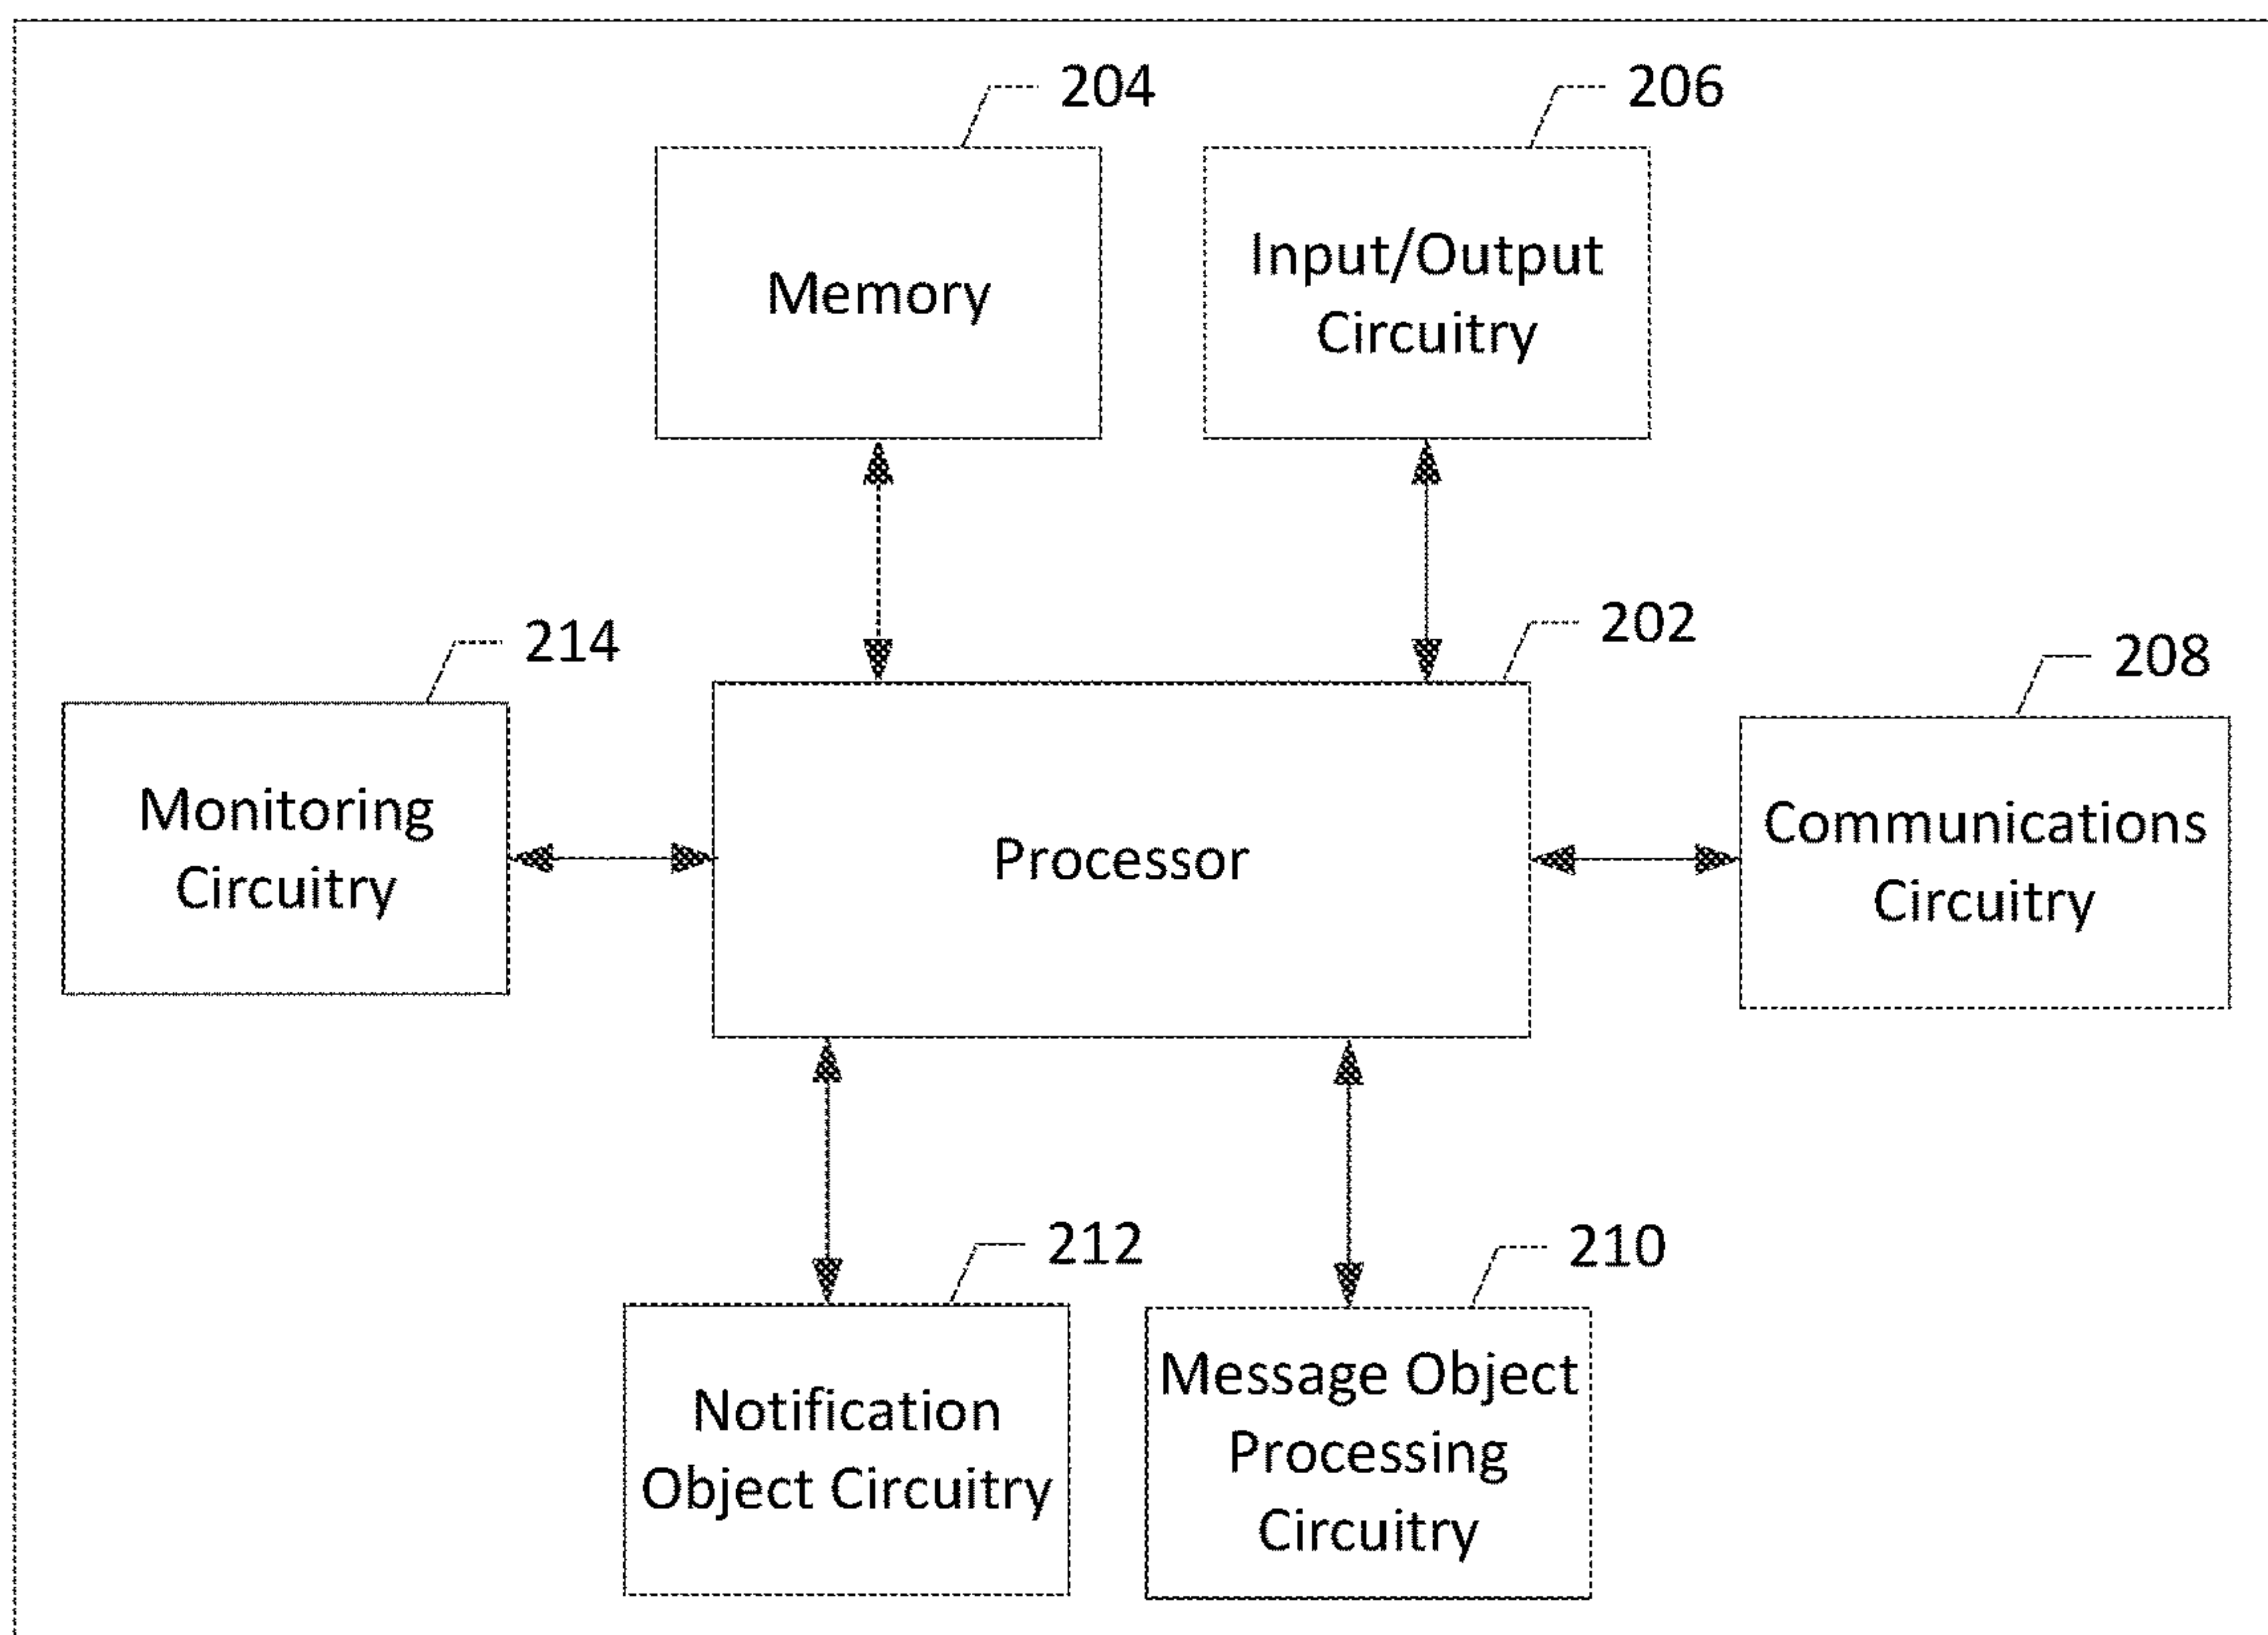 204
206
Memory
Input/Output
Circuitry
202
214
208
Monitoring
Circuitry
Processor
Communications
Circuitry
212
210
Notification
Object Circuitry
Message Object
Processing
Circuitry